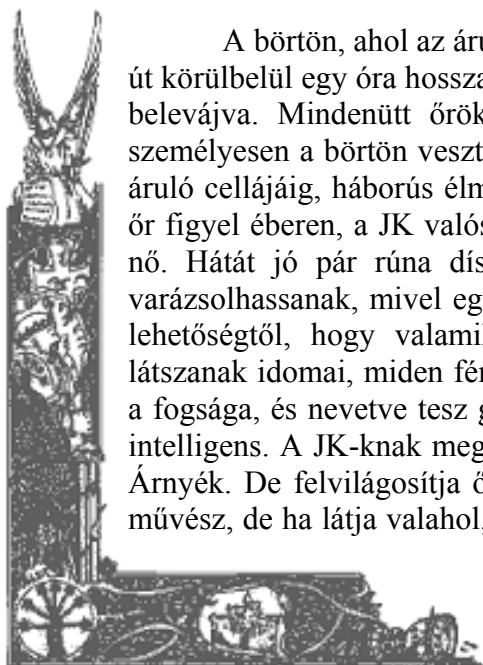 A börtön, ahol az áru
út körülbelül egy óra hossza
belevájva. Mindenütt őrök
személyesen a börtön veszt
áruló cellájáig, háborús élm
őr figyel éberen, a JK valós
nő. Hátát jó pár rúna dís
varázsolhassanak, mivel eg
lehetőségtől, hogy valami
látszanak idomai, miden fér
a fogsága, és nevetve tesz g
intelligens. A JK-knak meg
Árnyék. De felvilágosítja ő
művész, de ha látja valahol,